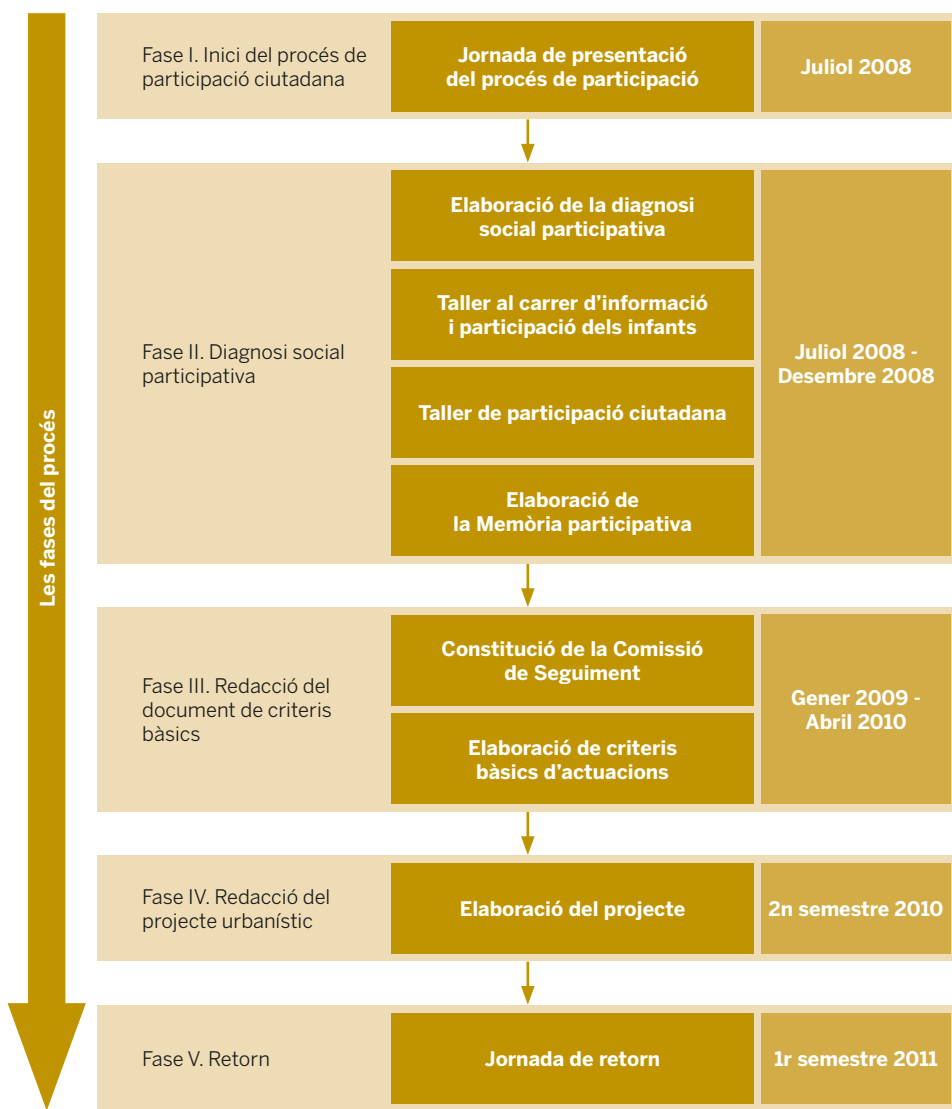 Les fases del procés
Fase I. Inici del procés de
participació ciutadana
Jornada de presentació
del procés de participació
Juliol 2008
Fase II. Diagnosi social
participativa
Elaboració de la diagnosi
social participativa
Taller al carrer d’informació
i participació dels infants
Taller de participació ciutadana
Elaboració de
la Memòria participativa
Juliol 2008 -
Desembre 2008
Fase III. Redacció del
document de criteris
bàsics
Constitució de la Comissió
de Seguiment
Elaboració de criteris
bàsics d’actuacions
Gener 2009 -
Abril 2010
Fase IV. Redacció del
projecte urbanístic
Elaboració del projecte
2n semestre 2010
Fase V. Retorn
Jornada de retorn
1r semestre 2011